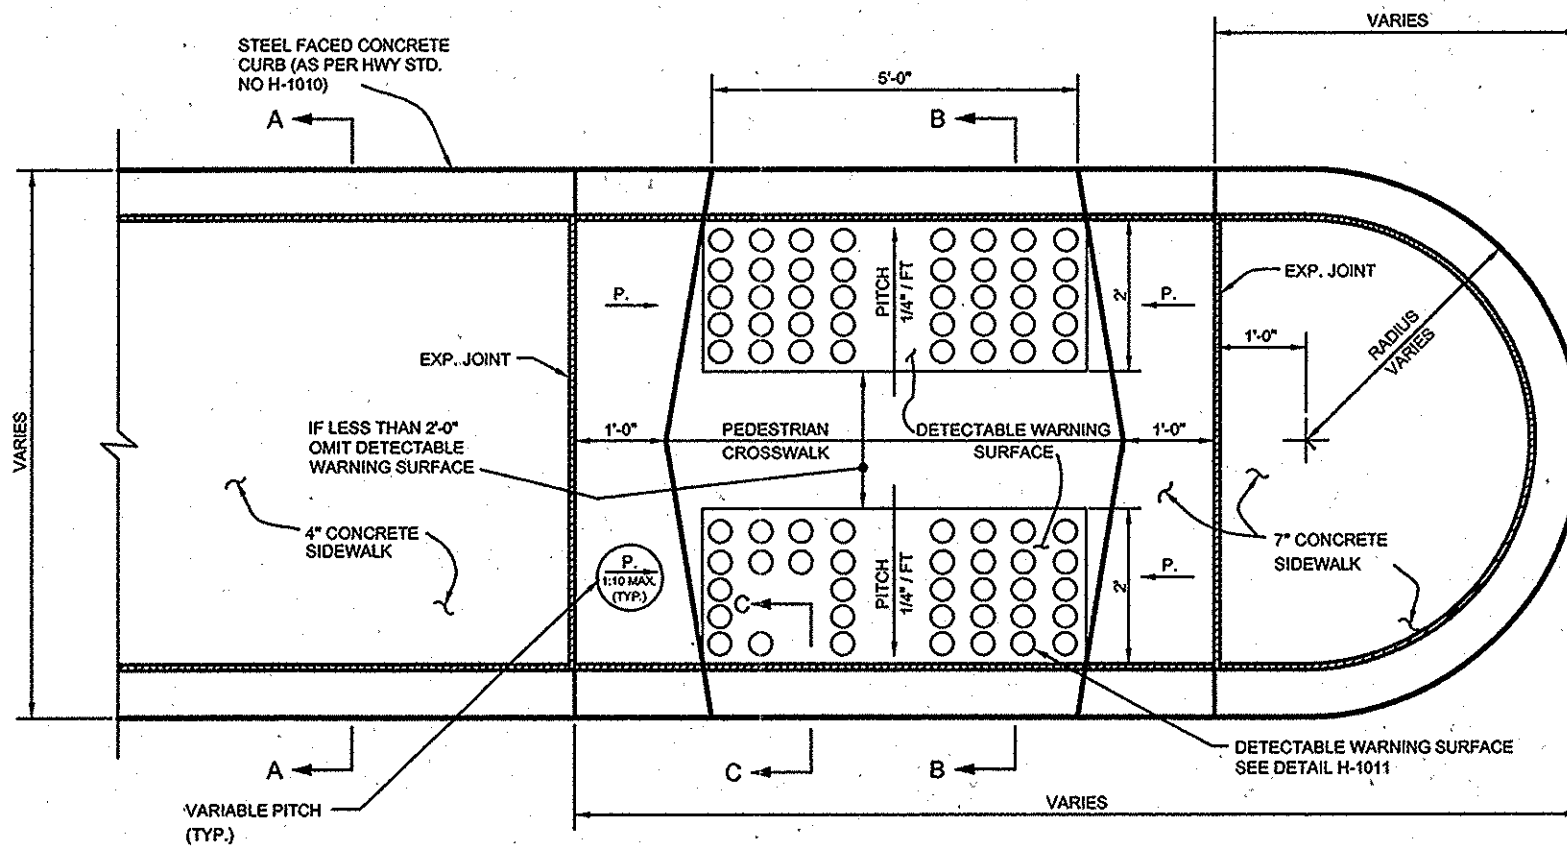 VARIES
STEEL FACED CONCRETE
CURB (AS PER HWY STD.
NO H-1010)
5'-0"
A
B
EXP. JOINT
P.
PITCH
1/4" / FT
2'
P.
1'-0"
RADIUS
VARIES
EXP. JOINT
VARIES
IF LESS THAN 2'-0"
OMIT DETECTABLE
WARNING SURFACE
1'-0"
PEDESTRIAN
CROSSWALK
DETECTABLE WARNING
SURFACE
1'-0"
4" CONCRETE
SIDEWALK
7" CONCRETE
SIDEWALK
P.
1:10 MAX.
(TYP.)
C
PITCH
1/4" / FT
2'
P.
A
C
B
DETECTABLE WARNING SURFACE
SEE DETAIL H-1011
VARIABLE PITCH
(TYP.)
VARIES